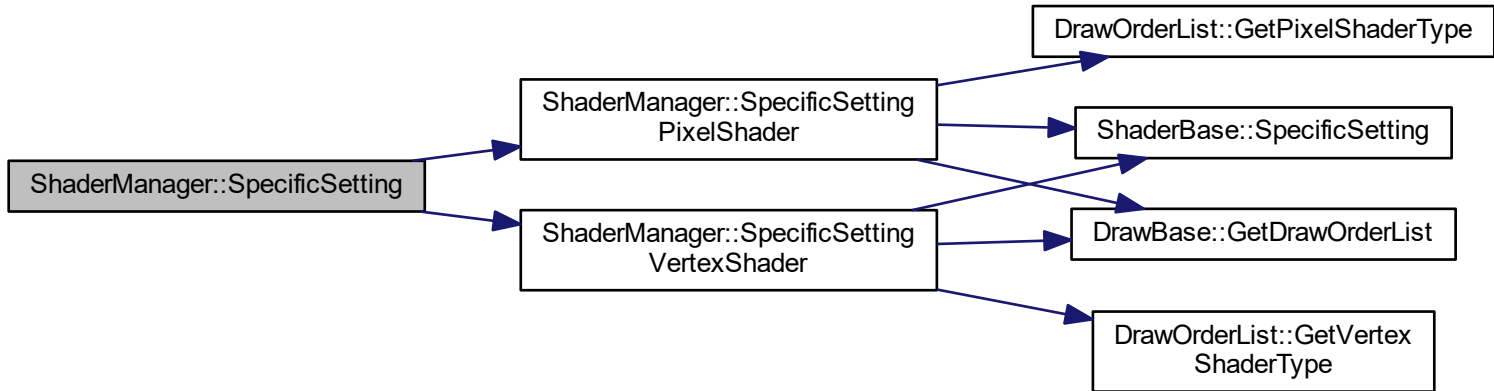 ShaderManager::SpecificSetting
ShaderManager::SpecificSetting
PixelShader
ShaderManager::SpecificSetting
VertexShader
DrawOrderList::GetPixelShaderType
ShaderBase::SpecificSetting
DrawBase::GetDrawOrderList
DrawOrderList::GetVertex
ShaderType